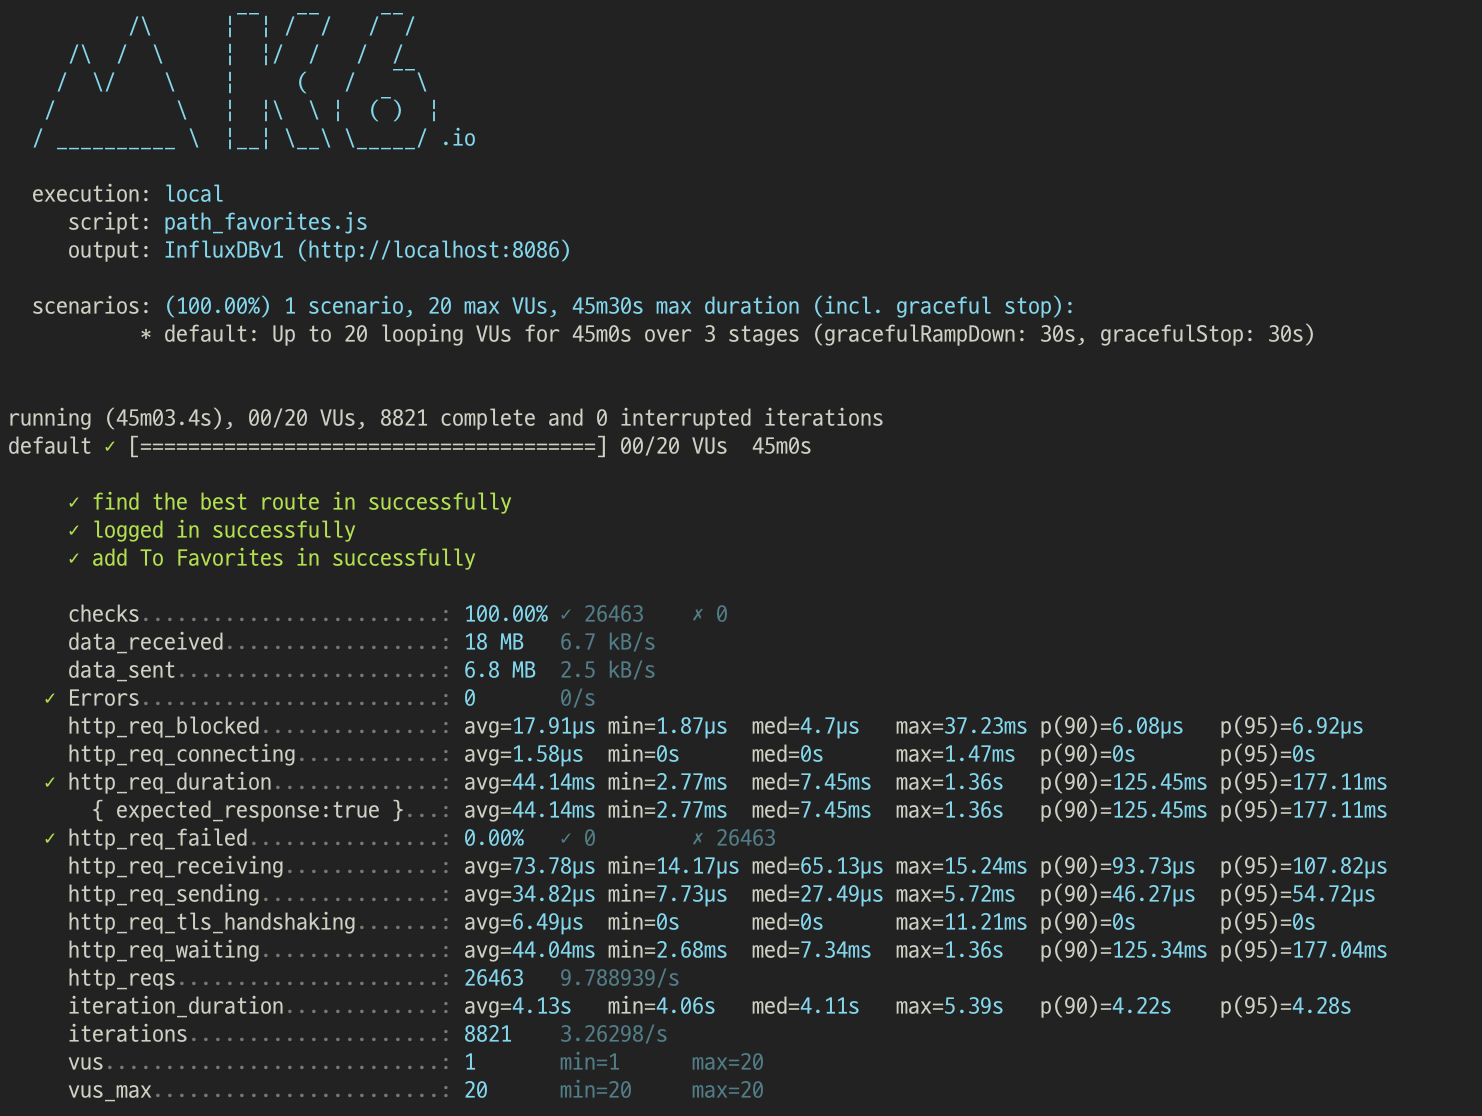 /\      |‾‾| /‾‾/   /‾‾/
     /\  /  \     |  |/  /   /  /
    /  \/    \    |     (   /   ‾‾\
   /          \   |  |\  \ |  (‾)  |
  / __________ \  |__| \__\ \_____/ .io
execution: local
script: path_favorites.js
output: InfluxDBv1 (http://localhost:8086)
scenarios: (100.00%) 1 scenario, 20 max VUs, 45m30s max duration (incl. graceful stop):
* default: Up to 20 looping VUs for 45m0s over 3 stages (gracefulRampDown: 30s, gracefulStop: 30s)
running (45m03.4s), 00/20 VUs, 8821 complete and 0 interrupted iterations
default ✓ [======================================] 00/20 VUs  45m0s
✓ find the best route in successfully
✓ logged in successfully
✓ add To Favorites in successfully
checks.........................: 100.00% ✓ 26463    ✗ 0
data_received..................: 18 MB   6.7 kB/s
data_sent......................: 6.8 MB  2.5 kB/s
✓ Errors.........................: 0       0/s
http_req_blocked...............: avg=17.91µs min=1.87µs  med=4.7µs   max=37.23ms p(90)=6.08µs   p(95)=6.92µs
http_req_connecting............: avg=1.58µs  min=0s      med=0s      max=1.47ms  p(90)=0s       p(95)=0s
✓ http_req_duration..............: avg=44.14ms min=2.77ms  med=7.45ms  max=1.36s   p(90)=125.45ms p(95)=177.11ms
{ expected_response:true }...: avg=44.14ms min=2.77ms  med=7.45ms  max=1.36s   p(90)=125.45ms p(95)=177.11ms
✓ http_req_failed................: 0.00%   ✓ 0        ✗ 26463
http_req_receiving.............: avg=73.78µs min=14.17µs med=65.13µs max=15.24ms p(90)=93.73µs  p(95)=107.82µs
http_req_sending...............: avg=34.82µs min=7.73µs  med=27.49µs max=5.72ms  p(90)=46.27µs  p(95)=54.72µs
http_req_tls_handshaking.......: avg=6.49µs  min=0s      med=0s      max=11.21ms p(90)=0s       p(95)=0s
http_req_waiting...............: avg=44.04ms min=2.68ms  med=7.34ms  max=1.36s   p(90)=125.34ms p(95)=177.04ms
http_reqs......................: 26463   9.788939/s
iteration_duration.............: avg=4.13s   min=4.06s   med=4.11s   max=5.39s   p(90)=4.22s    p(95)=4.28s
iterations.....................: 8821    3.26298/s
vus............................: 1       min=1      max=20
vus_max........................: 20      min=20     max=20